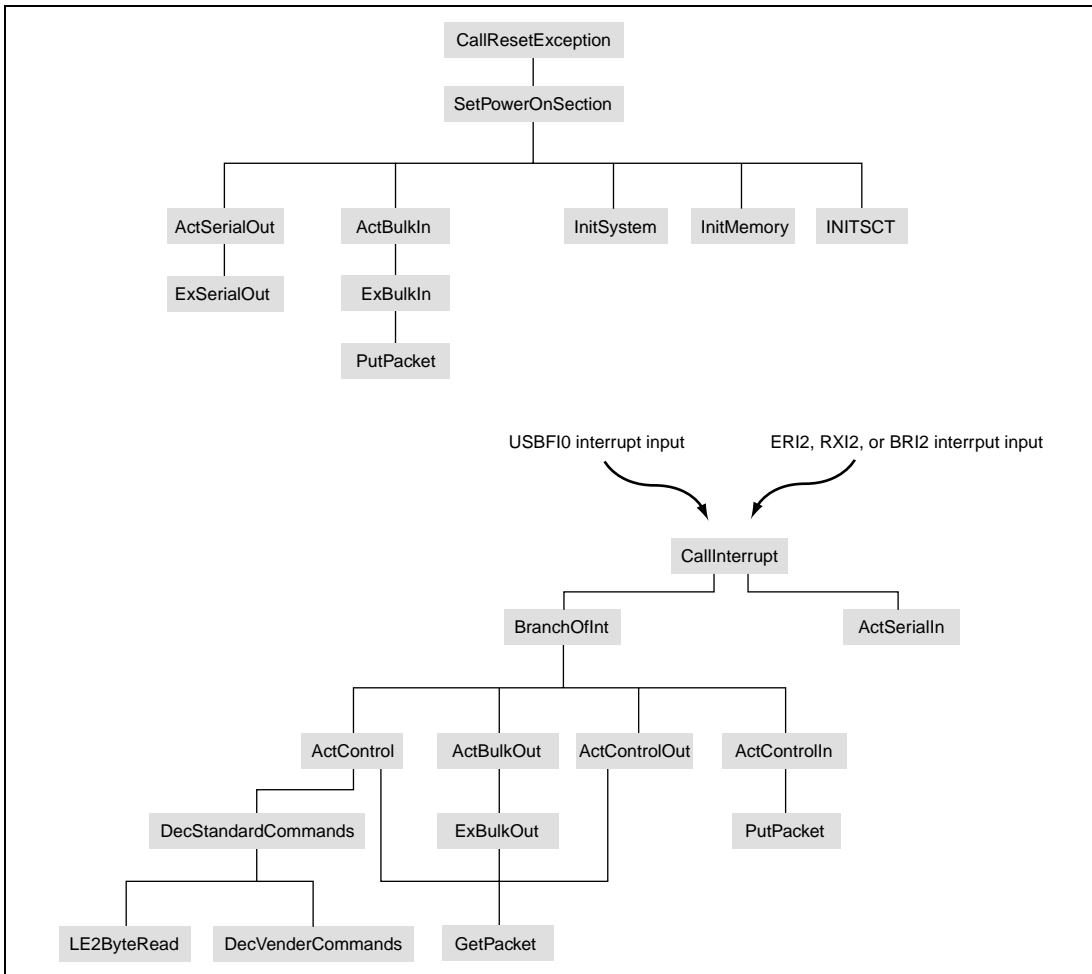 CallResetException
SetPowerOnSection
ActSerialOut
ActBulkIn
InitSystem
InitMemory
INITSCT
ExSerialOut
ExBulkIn
PutPacket
USBFI0 interrupt input
ERI2, RXI2, or BRI2 interrput input
CallInterrupt
BranchOfInt
ActSerialIn
ActControl
ActBulkOut
ActControlOut
ActControlIn
DecStandardCommands
ExBulkOut
PutPacket
LE2ByteRead
DecVenderCommands
GetPacket